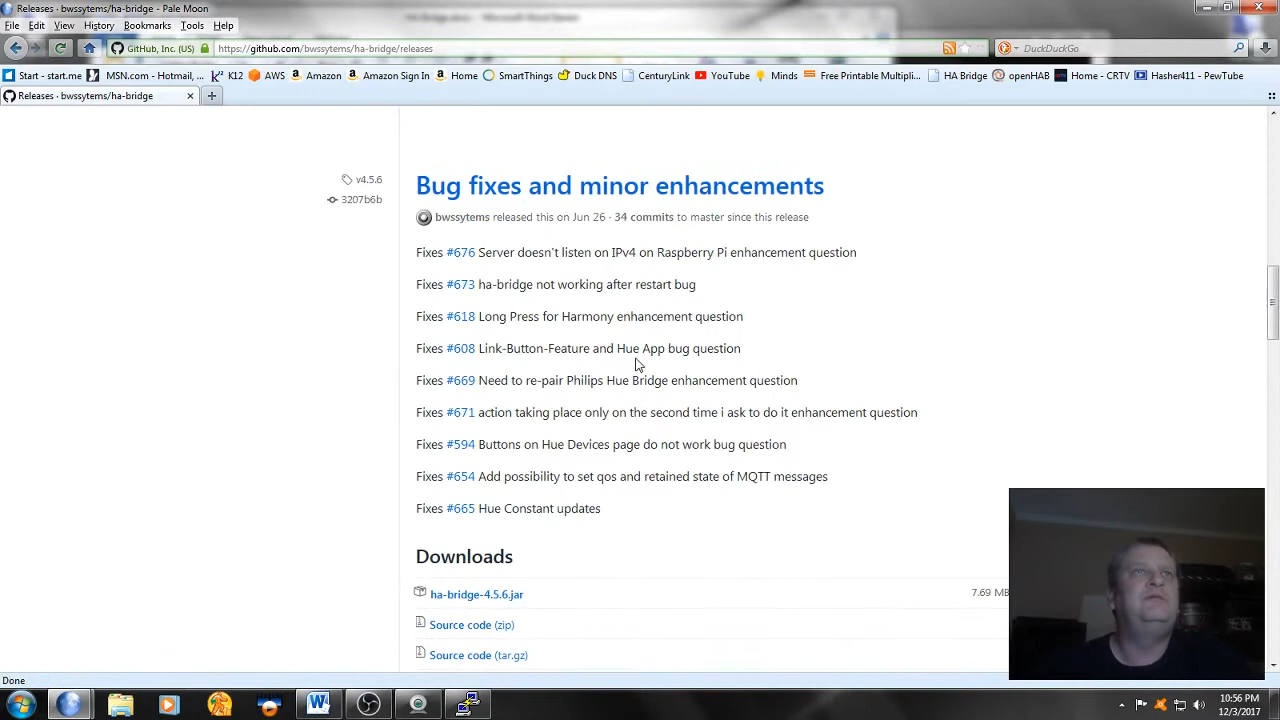 Releases · bwssytems/ha-bridge - Pale Moon
File Edit View History Bookmarks Tools Help
GitHub, Inc. (US) https://github.com/bwssytems/ha-bridge/releases DuckDuckGo
Start - start.me MSN.com - Hotmail, ... K12 AWS Amazon Amazon Sign In Home SmartThings Duck DNS CenturyLink YouTube Minds Free Printable Multipli... HA Bridge openHAB Home - CRTV Hasher411 - PewTube
Releases · bwssytems/ha-bridge
v4.5.6
3207b6b
Bug fixes and minor enhancements
bwssytems released this on Jun 26 · 34 commits to master since this release
Fixes #676 Server doesn't listen on IPv4 on Raspberry Pi enhancement question
Fixes #673 ha-bridge not working after restart bug
Fixes #618 Long Press for Harmony enhancement question
Fixes #608 Link-Button-Feature and Hue App bug question
Fixes #669 Need to re-pair Philips Hue Bridge enhancement question
Fixes #671 action taking place only on the second time i ask to do it enhancement question
Fixes #594 Buttons on Hue Devices page do not work bug question
Fixes #654 Add possibility to set qos and retained state of MQTT messages
Fixes #665 Hue Constant updates
Downloads
ha-bridge-4.5.6.jar 7.69 MB
Source code (zip)
Source code (tar.gz)
Done
10:56 PM
12/3/2017